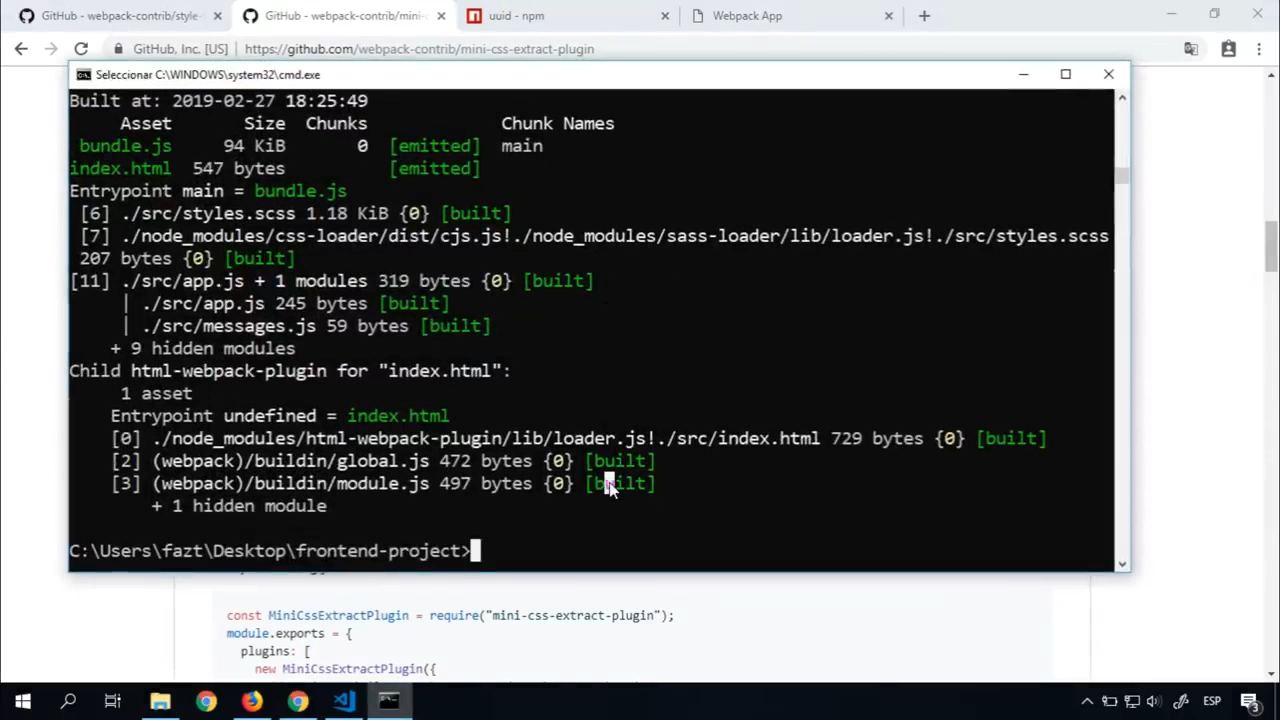 GitHub - webpack-contrib/style-
GitHub - webpack-contrib/mini-c
uuid - npm
Webpack App
GitHub, Inc. [US]
https://github.com/webpack-contrib/mini-css-extract-plugin
Seleccionar C:\WINDOWS\system32\cmd.exe
Built at: 2019-02-27 18:25:49
Asset Size Chunks Chunk Names
bundle.js 94 KiB 0 [emitted] main
index.html 547 bytes [emitted]
Entrypoint main = bundle.js
[6] ./src/styles.scss 1.18 KiB {0} [built]
[7] ./node_modules/css-loader/dist/cjs.js!./node_modules/sass-loader/lib/loader.js!./src/styles.scss
207 bytes {0} [built]
[11] ./src/app.js + 1 modules 319 bytes {0} [built]
| ./src/app.js 245 bytes [built]
| ./src/messages.js 59 bytes [built]
+ 9 hidden modules
Child html-webpack-plugin for "index.html":
1 asset
Entrypoint undefined = index.html
[0] ./node_modules/html-webpack-plugin/lib/loader.js!./src/index.html 729 bytes {0} [built]
[2] (webpack)/buildin/global.js 472 bytes {0} [built]
[3] (webpack)/buildin/module.js 497 bytes {0} [built]
+ 1 hidden module
C:\Users\fazt\Desktop\frontend-project>
const MiniCssExtractPlugin = require("mini-css-extract-plugin");
module.exports = {
plugins: [
new MiniCssExtractPlugin({
ESP
3